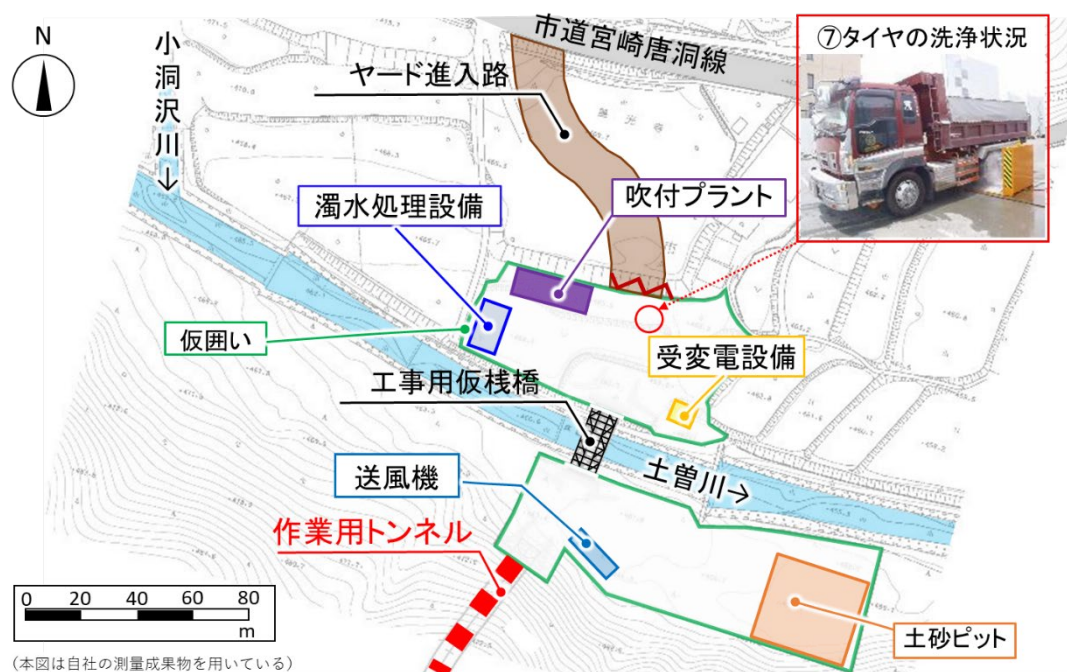 N
小洞沢川→
市道宮崎唐洞線
ヤード進入路
⑦タイヤの洗浄状況
濁水処理設備
吹付プラント
仮囲い
受変電設備
工事用仮桟橋
土曽川→
送風機
作業用トンネル
土砂ピット
0 20 40 60 80
m
(本図は自社の測量成果物を用いている)